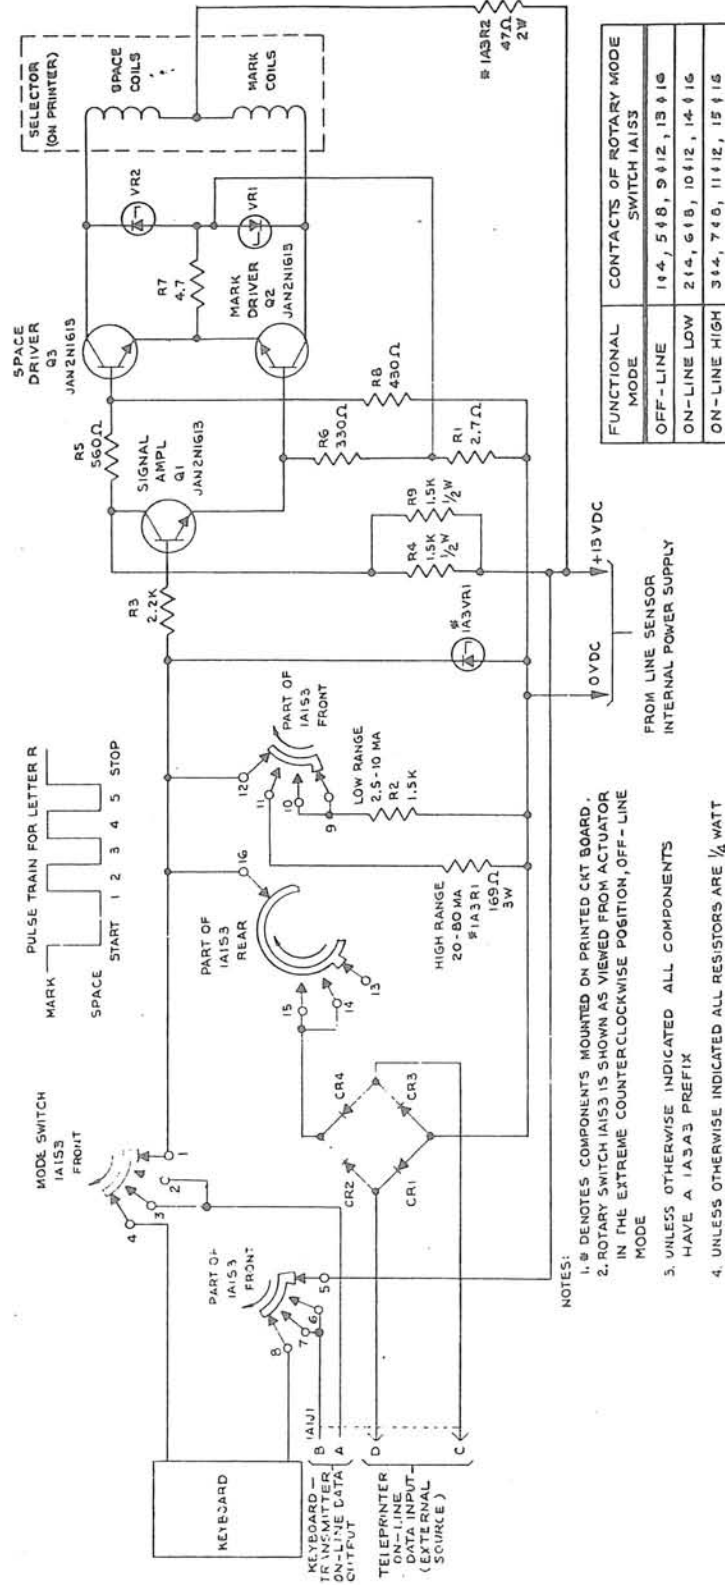 KEYBOARD
KEYBOARD —
TRANSMITTER
ON-LINE DATA
OUTPUT
TELEPRINTER
ON-LINE
DATA INPUT
(EXTERNAL
SOURCE)
1A1J1
B
A
D
C
MODE SWITCH
1A1S3
FRONT
4
3
2
C
1
PART OF
1A1S3
FRONT
8
7
6
5
CR2
CR4
CR1
CR3
PULSE TRAIN FOR LETTER R
MARK
SPACE
START 1 2 3 4 5 STOP
PART OF
1A1S3
REAR
16
15
14
13
PART OF
1A1S3
FRONT
12
11
10
9
HIGH RANGE
20-80 MA
*1A3R1
169Ω
3W
LOW RANGE
2.5-10 MA
R2
1.5K
R3
2.2K
*
1A3VR1
SIGNAL
AMPL
Q1
JAN2N1613
R5
560Ω
R4
1.5K
½W
R9
1.5K
½W
R6
330Ω
R1
2.7Ω
R8
430Ω
SPACE
DRIVER
Q3
JAN2N1613
MARK
DRIVER
Q2
JAN2N1613
R7
4.7
VR2
VR1
SELECTOR
(ON PRINTER)
SPACE
COILS
MARK
COILS
*1A3R2
47Ω
2W
0VDC
+13VDC
FROM LINE SENSOR
INTERNAL POWER SUPPLY
NOTES:
1. * DENOTES COMPONENTS MOUNTED ON PRINTED CKT BOARD.
2. ROTARY SWITCH 1A1S3 IS SHOWN AS VIEWED FROM ACTUATOR
IN THE EXTREME COUNTERCLOCKWISE POSITION, OFF-LINE
MODE
3. UNLESS OTHERWISE INDICATED ALL COMPONENTS
HAVE A 1A3A3 PREFIX
4. UNLESS OTHERWISE INDICATED ALL RESISTORS ARE ¼ WATT
FUNCTIONAL MODE
CONTACTS OF ROTARY MODE SWITCH 1A1S3
OFF-LINE 1&4, 5&8, 9&12, 13&16
ON-LINE LOW 2&4, 6&8, 10&12, 14&16
ON-LINE HIGH 3&4, 7&8, 11&12, 15&16